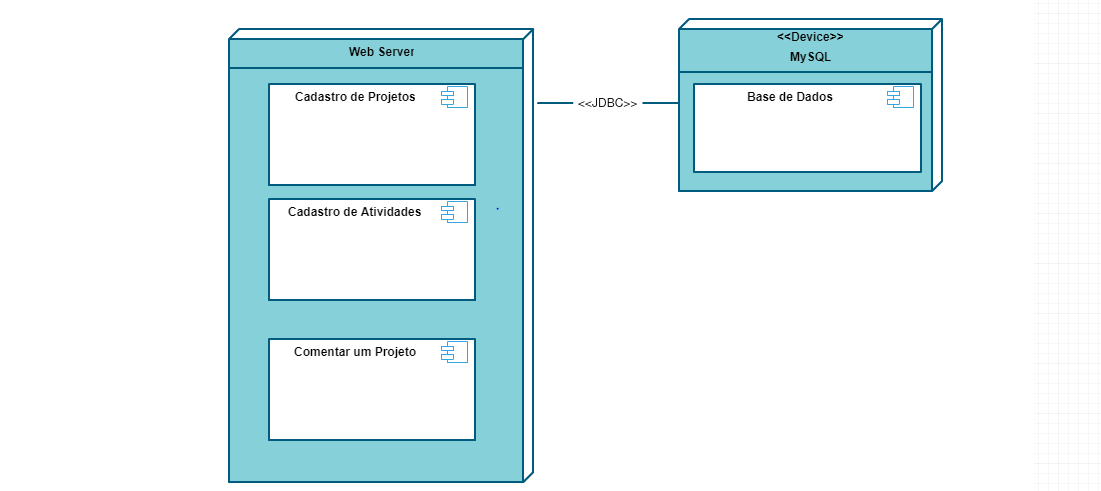 Web Server
Cadastro de Projetos
Cadastro de Atividades
Comentar um Projeto
<<JDBC>>
<<Device>>
MySQL
Base de Dados